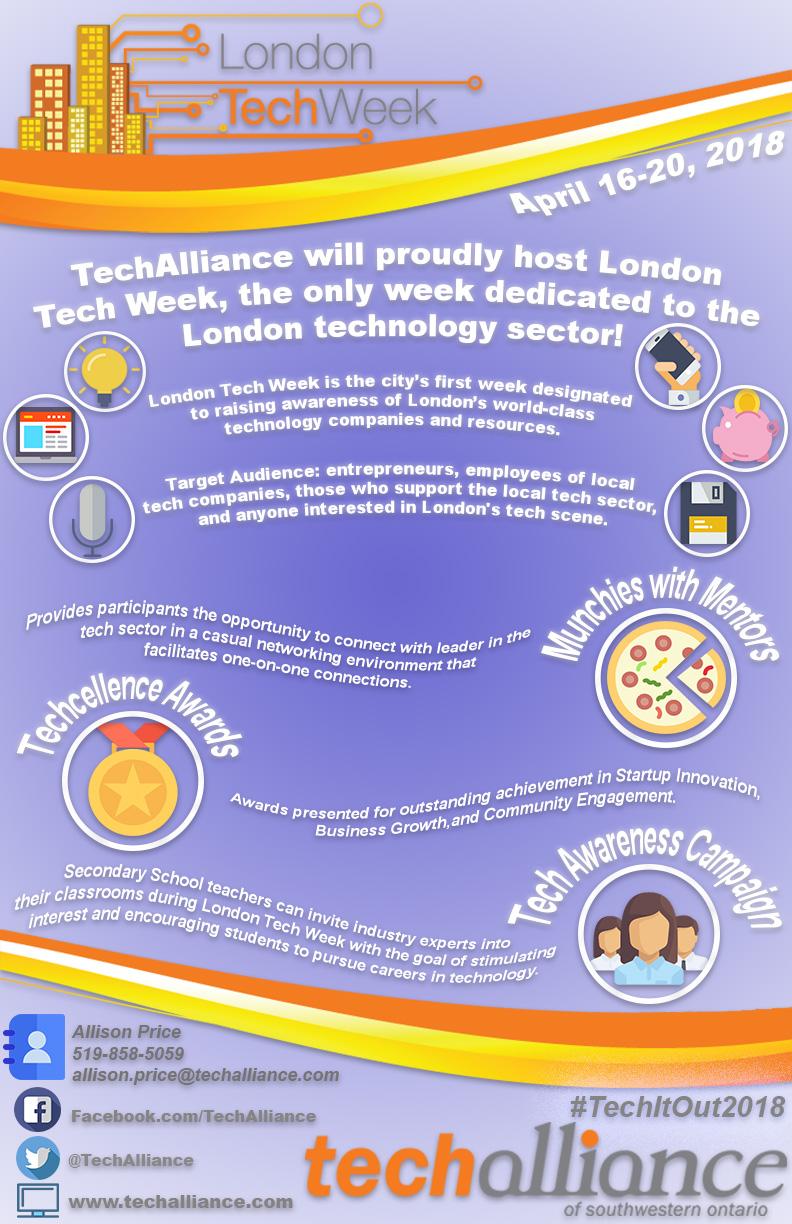 London
TechWeek
April 16-20, 2018
TechAlliance will proudly host London
Tech Week, the only week dedicated to the
London technology sector!
London Tech Week is the city's first week designated
to raising awareness of London's world-class
technology companies and resources.
Target Audience: entrepreneurs, employees of local
tech companies, those who support the local tech sector,
and anyone interested in London's tech scene.
Munchies with Mentors
Provides participants the opportunity to connect with leader in the
tech sector in a casual networking environment that
facilitates one-on-one connections.
Techcellence Awards
Awards presented for outstanding achievement in Startup Innovation,
Business Growth,and Community Engagement.
Tech Awareness Campaign
Secondary School teachers can invite industry experts into
their classrooms during London Tech Week with the goal of stimulating
interest and encouraging students to pursue careers in technology.
Allison Price
519-858-5059
allison.price@techalliance.com
Facebook.com/TechAlliance
@TechAlliance
www.techalliance.com
#TechItOut2018
techalliance
of southwestern ontario